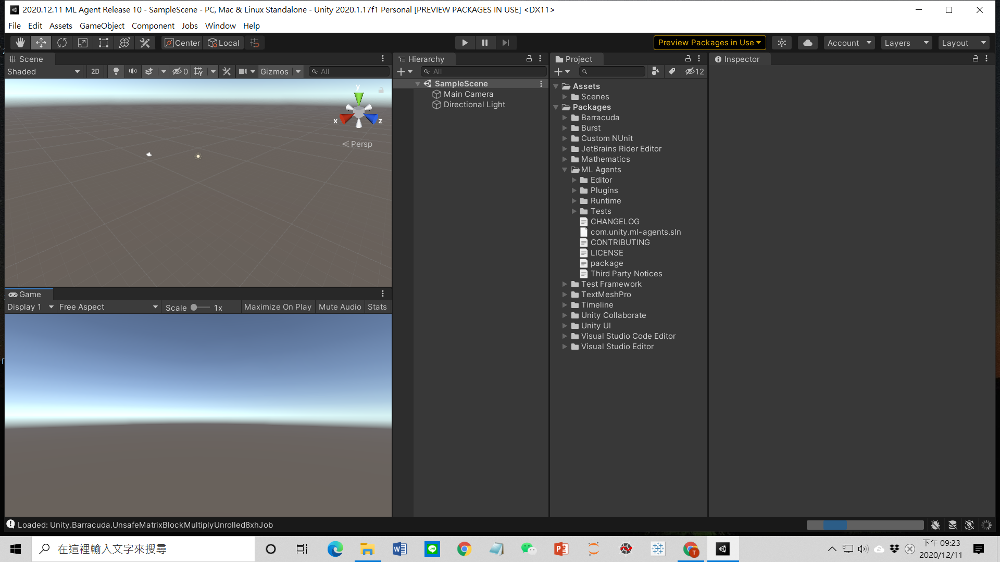 2020.12.11 ML Agent Release 10 - SampleScene - PC, Mac & Linux Standalone - Unity 2020.1.17f1 Personal [PREVIEW PACKAGES IN USE] <DX11>
File Edit Assets GameObject Component Jobs Window Help
Center Local Preview Packages in Use Account Layers Layout
Scene
Shaded 2D 0 Gizmos All
y
x z
Persp
Game
Display 1 Free Aspect Scale 1x Maximize On Play Mute Audio Stats
Hierarchy
All
SampleScene
Main Camera
Directional Light
Project
12
Assets
Scenes
Packages
Barracuda
Burst
Custom NUnit
JetBrains Rider Editor
Mathematics
ML Agents
Editor
Plugins
Runtime
Tests
CHANGELOG
com.unity.ml-agents.sln
CONTRIBUTING
LICENSE
package
Third Party Notices
Test Framework
TextMeshPro
Timeline
Unity Collaborate
Unity UI
Visual Studio Code Editor
Visual Studio Editor
Inspector
Loaded: Unity.Barracuda.UnsafeMatrixBlockMultiplyUnrolled8xhJob
在這裡輸入文字來搜尋
下午 09:23
2020/12/11